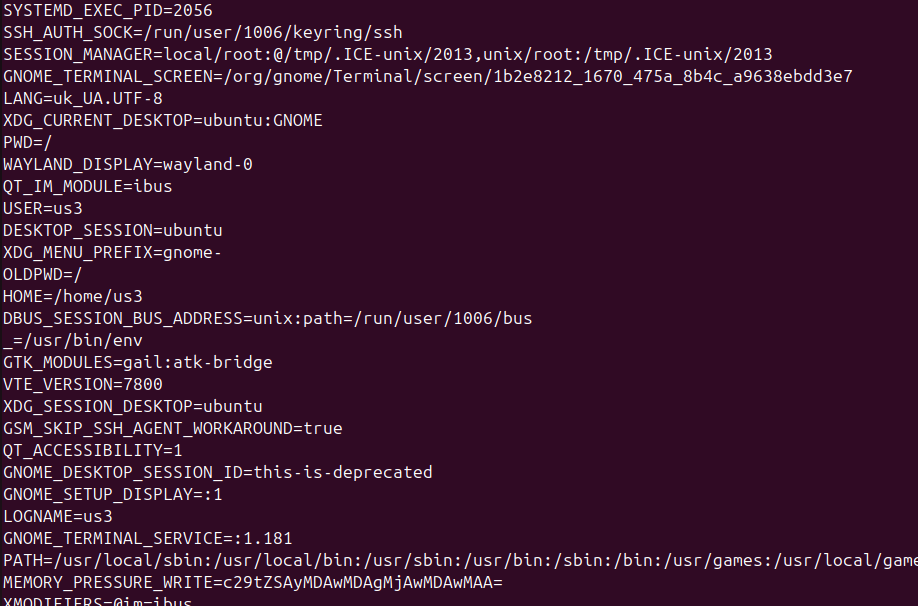 SYSTEMD_EXEC_PID=2056
SSH_AUTH_SOCK=/run/user/1006/keyring/ssh
SESSION_MANAGER=local/root:@/tmp/.ICE-unix/2013,unix/root:/tmp/.ICE-unix/2013
GNOME_TERMINAL_SCREEN=/org/gnome/Terminal/screen/1b2e8212_1670_475a_8b4c_a9638ebdd3e7
LANG=uk_UA.UTF-8
XDG_CURRENT_DESKTOP=ubuntu:GNOME
PWD=/
WAYLAND_DISPLAY=wayland-0
QT_IM_MODULE=ibus
USER=us3
DESKTOP_SESSION=ubuntu
XDG_MENU_PREFIX=gnome-
OLDPWD=/
HOME=/home/us3
DBUS_SESSION_BUS_ADDRESS=unix:path=/run/user/1006/bus
_=/usr/bin/env
GTK_MODULES=gail:atk-bridge
VTE_VERSION=7800
XDG_SESSION_DESKTOP=ubuntu
GSM_SKIP_SSH_AGENT_WORKAROUND=true
QT_ACCESSIBILITY=1
GNOME_DESKTOP_SESSION_ID=this-is-deprecated
GNOME_SETUP_DISPLAY=:1
LOGNAME=us3
GNOME_TERMINAL_SERVICE=:1.181
PATH=/usr/local/sbin:/usr/local/bin:/usr/sbin:/usr/bin:/sbin:/bin:/usr/games:/usr/local/game
MEMORY_PRESSURE_WRITE=c29tZSAyMDAwMDAgMjAwMDAwMAA=
XMODIFIERS=@im=ibus